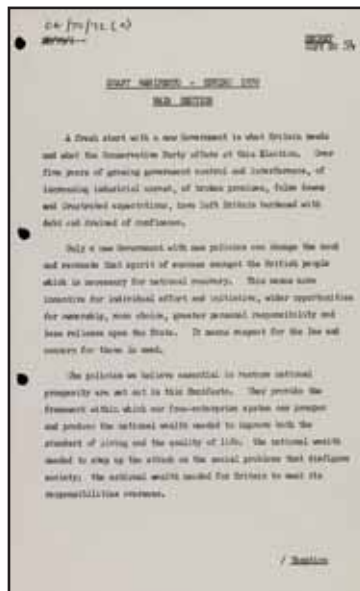 SECRET
DRAFT MANIFESTO - SPRING 1970
MAIN SECTION
A fresh start with a new Government is what Britain needs
and what the Conservative Party offers at this Election. Over
five years of growing government control and interference, of
increasing industrial unrest, of broken promises, false dawns
and frustrated expectations, have left Britain burdened with
debt and drained of confidence.
Only a new Government with new policies can change the mood
and recreate that spirit of success amongst the British people
which is necessary for national recovery. This means more
incentive for individual effort and initiative, wider opportunities
for ownership, more choice, greater personal responsibility and
less reliance upon the State. It means respect for the law and
concern for those in need.
The policies we believe essential to restore national
prosperity are set out in this Manifesto. They provide the
framework within which our free-enterprise system can prosper
and produce the national wealth needed to improve both the
standard of living and the quality of life; the national wealth
needed to step up the attack on the social problems that disfigure
society; the national wealth needed for Britain to meet its
responsibilities overseas.